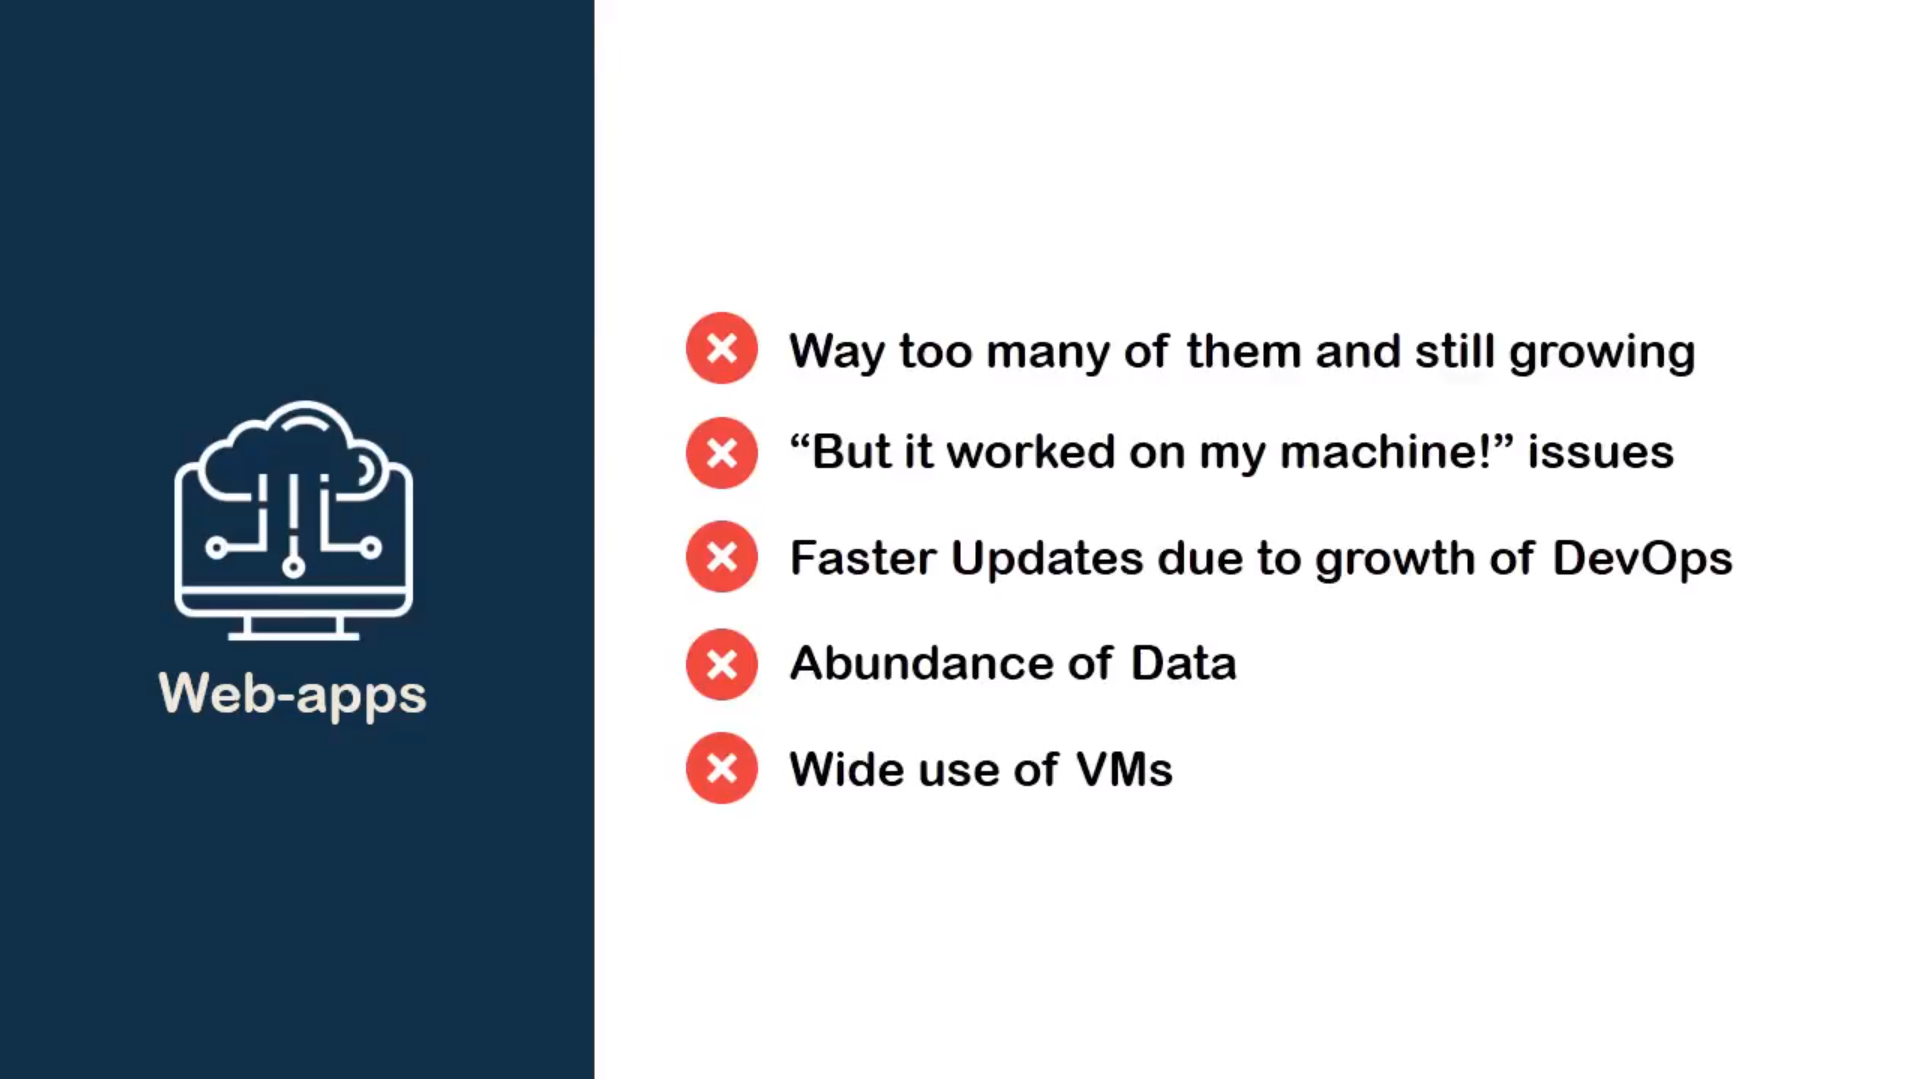 Web-apps
Way too many of them and still growing
“But it worked on my machine!” issues
Faster Updates due to growth of DevOps
Abundance of Data
Wide use of VMs